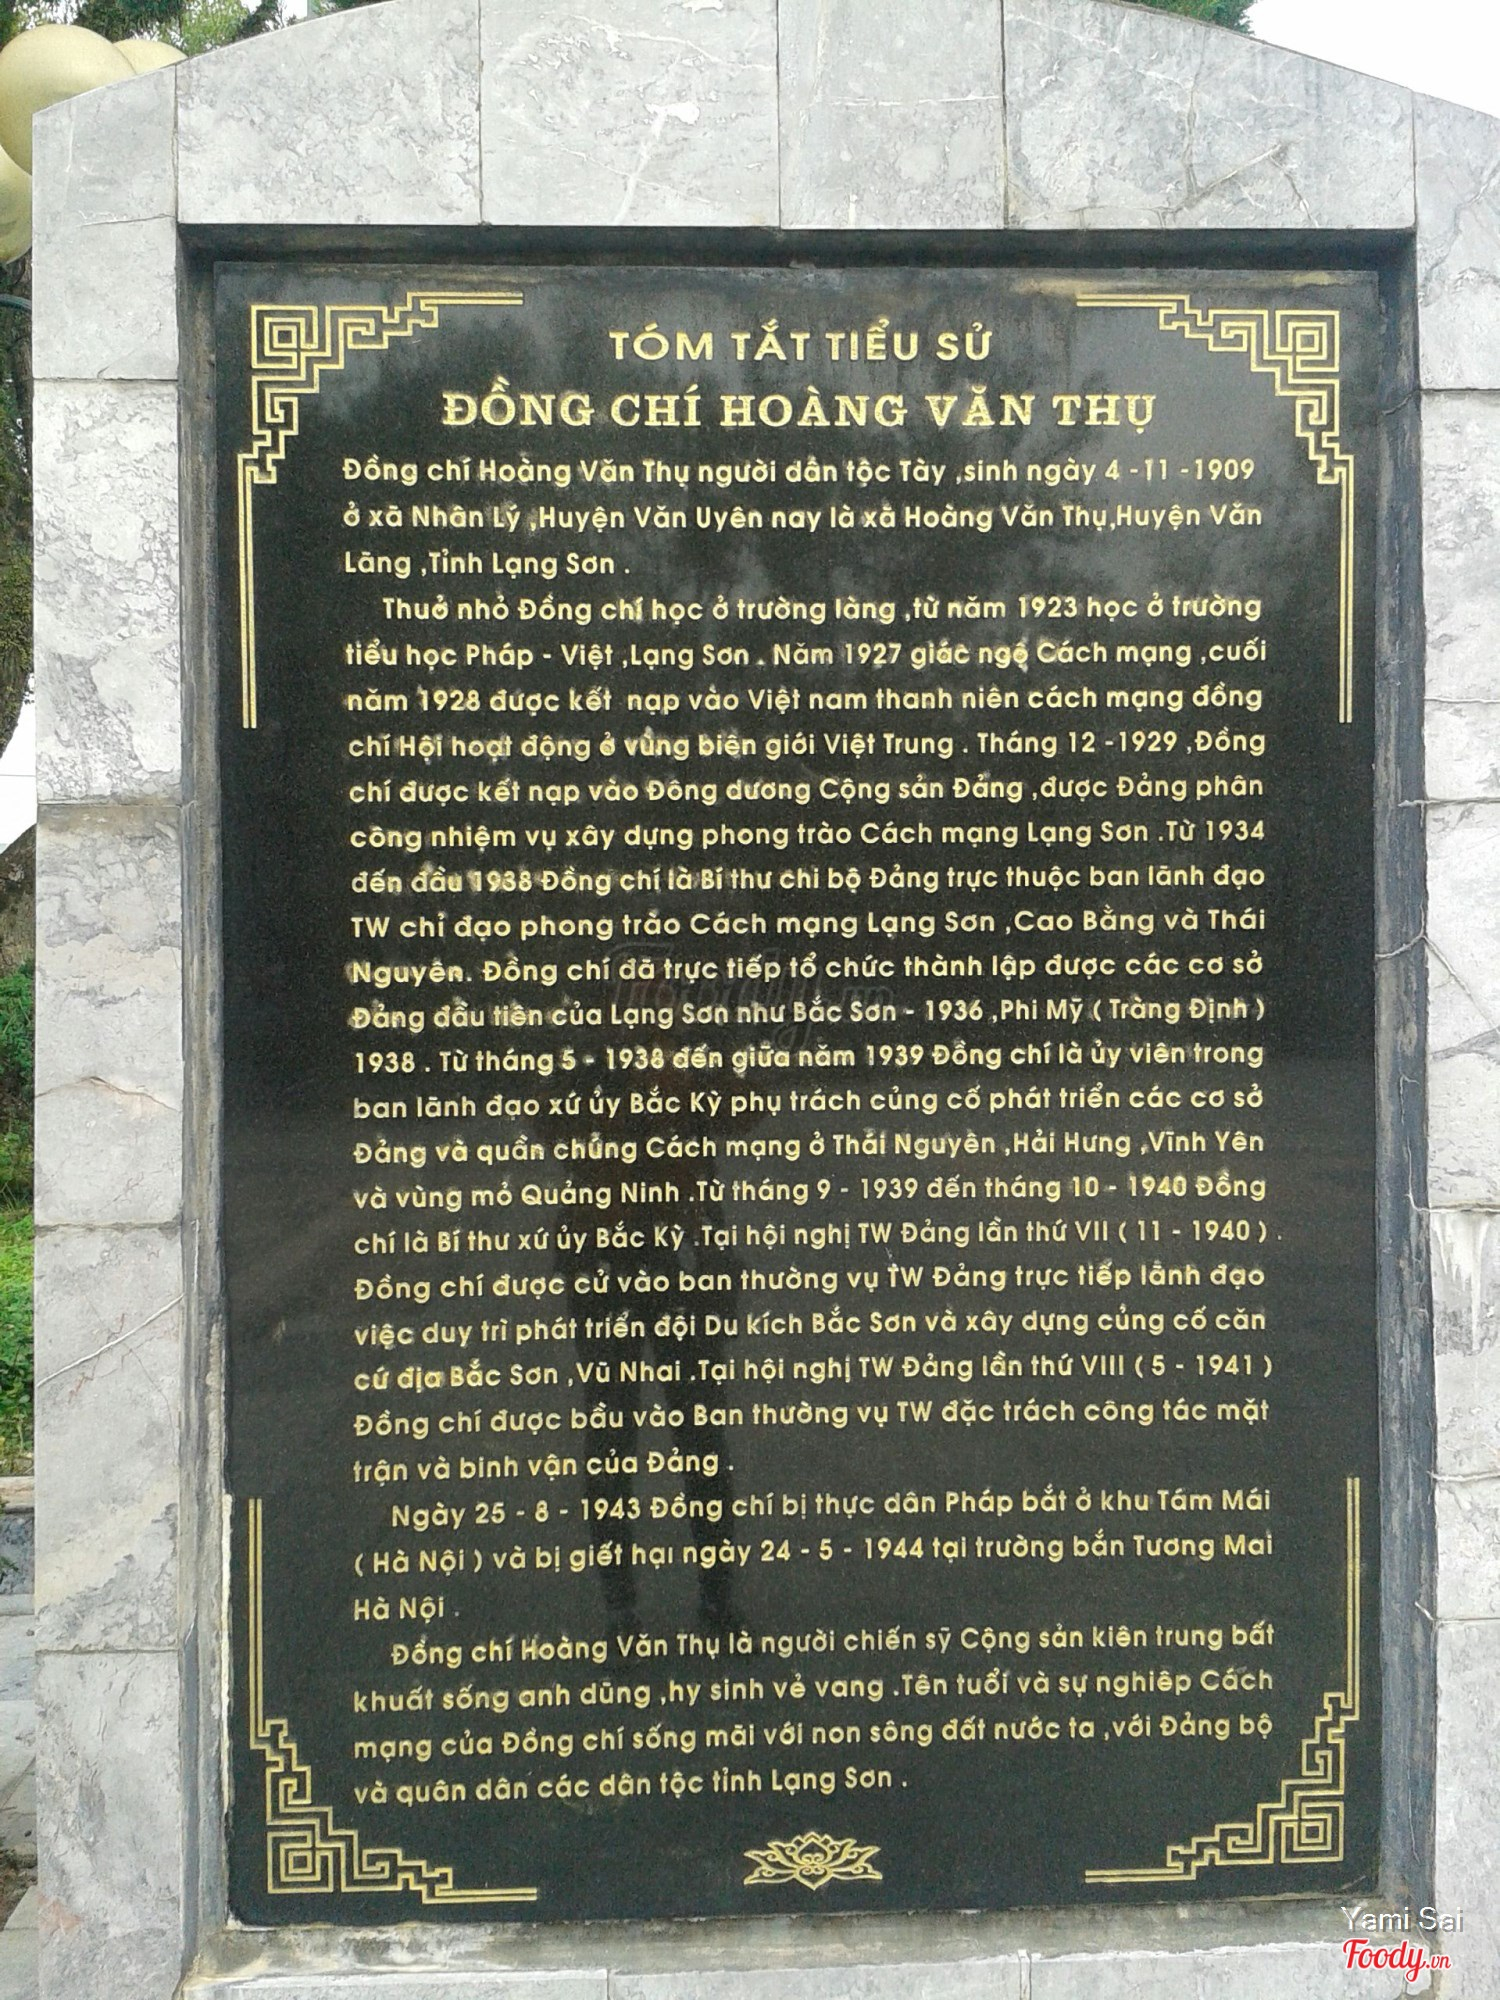 TÓM TẮT TIỂU SỬ
ĐỒNG CHÍ HOÀNG VĂN THỤ
Đồng chí Hoàng Văn Thụ người dân tộc Tày ,sinh ngày 4 -11 -1909
ở xã Nhân Lý ,Huyện Văn Uyên nay là xã Hoàng Văn Thụ,Huyện Văn
Lãng ,Tỉnh Lạng Sơn .
Thuở nhỏ Đồng chí học ở trường làng ,từ năm 1923 học ở trường
tiểu học Pháp - Việt ,Lạng Sơn . Năm 1927 giác ngộ Cách mạng ,cuối
năm 1928 được kết nạp vào Việt nam thanh niên cách mạng đồng
chí Hội hoạt động ở vùng biên giới Việt Trung . Tháng 12 -1929 ,Đồng
chí được kết nạp vào Đông dương Cộng sản Đảng ,được Đảng phân
công nhiệm vụ xây dựng phong trào Cách mạng Lạng Sơn .Từ 1934
đến đầu 1938 Đồng chí là Bí thư chi bộ Đảng trực thuộc ban lãnh đạo
TW chỉ đạo phong trào Cách mạng Lạng Sơn ,Cao Bằng và Thái
Nguyên. Đồng chí đã trực tiếp tổ chức thành lập được các cơ sở
Đảng đầu tiên của Lạng Sơn như Bắc Sơn - 1936 ,Phi Mỹ ( Tràng Định )
1938 . Từ tháng 5 - 1938 đến giữa năm 1939 Đồng chí là ủy viên trong
ban lãnh đạo xứ ủy Bắc Kỳ phụ trách củng cố phát triển các cơ sở
Đảng và quần chúng Cách mạng ở Thái Nguyên ,Hải Hưng ,Vĩnh Yên
và vùng mỏ Quảng Ninh .Từ tháng 9 - 1939 đến tháng 10 - 1940 Đồng
chí là Bí thư xứ ủy Bắc Kỳ .Tại hội nghị TW Đảng lần thứ VII ( 11 - 1940 ) .
Đồng chí được cử vào ban thường vụ TW Đảng trực tiếp lãnh đạo
việc duy trì phát triển đội Du kích Bắc Sơn và xây dựng củng cố căn
cứ địa Bắc Sơn ,Vũ Nhai .Tại hội nghị TW Đảng lần thứ VIII ( 5 - 1941 )
Đồng chí được bầu vào Ban thường vụ TW đặc trách công tác mặt
trận và binh vận của Đảng .
Ngày 25 - 8 - 1943 Đồng chí bị thực dân Pháp bắt ở khu Tám Mái
( Hà Nội ) và bị giết hại ngày 24 - 5 - 1944 tại trường bắn Tương Mai
Hà Nội .
Đồng chí Hoàng Văn Thụ là người chiến sỹ Cộng sản kiên trung bất
khuất sống anh dũng ,hy sinh vẻ vang .Tên tuổi và sự nghiêp Cách
mạng của Đồng chí sống mãi với non sông đất nước ta ,với Đảng bộ
và quân dân các dân tộc tỉnh Lạng Sơn .
Yami Sai
Foody.vn